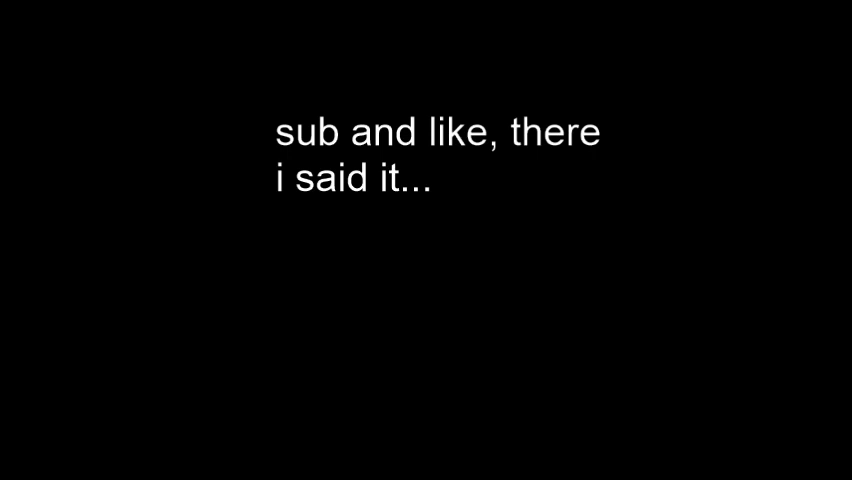 sub and like, there
i said it...